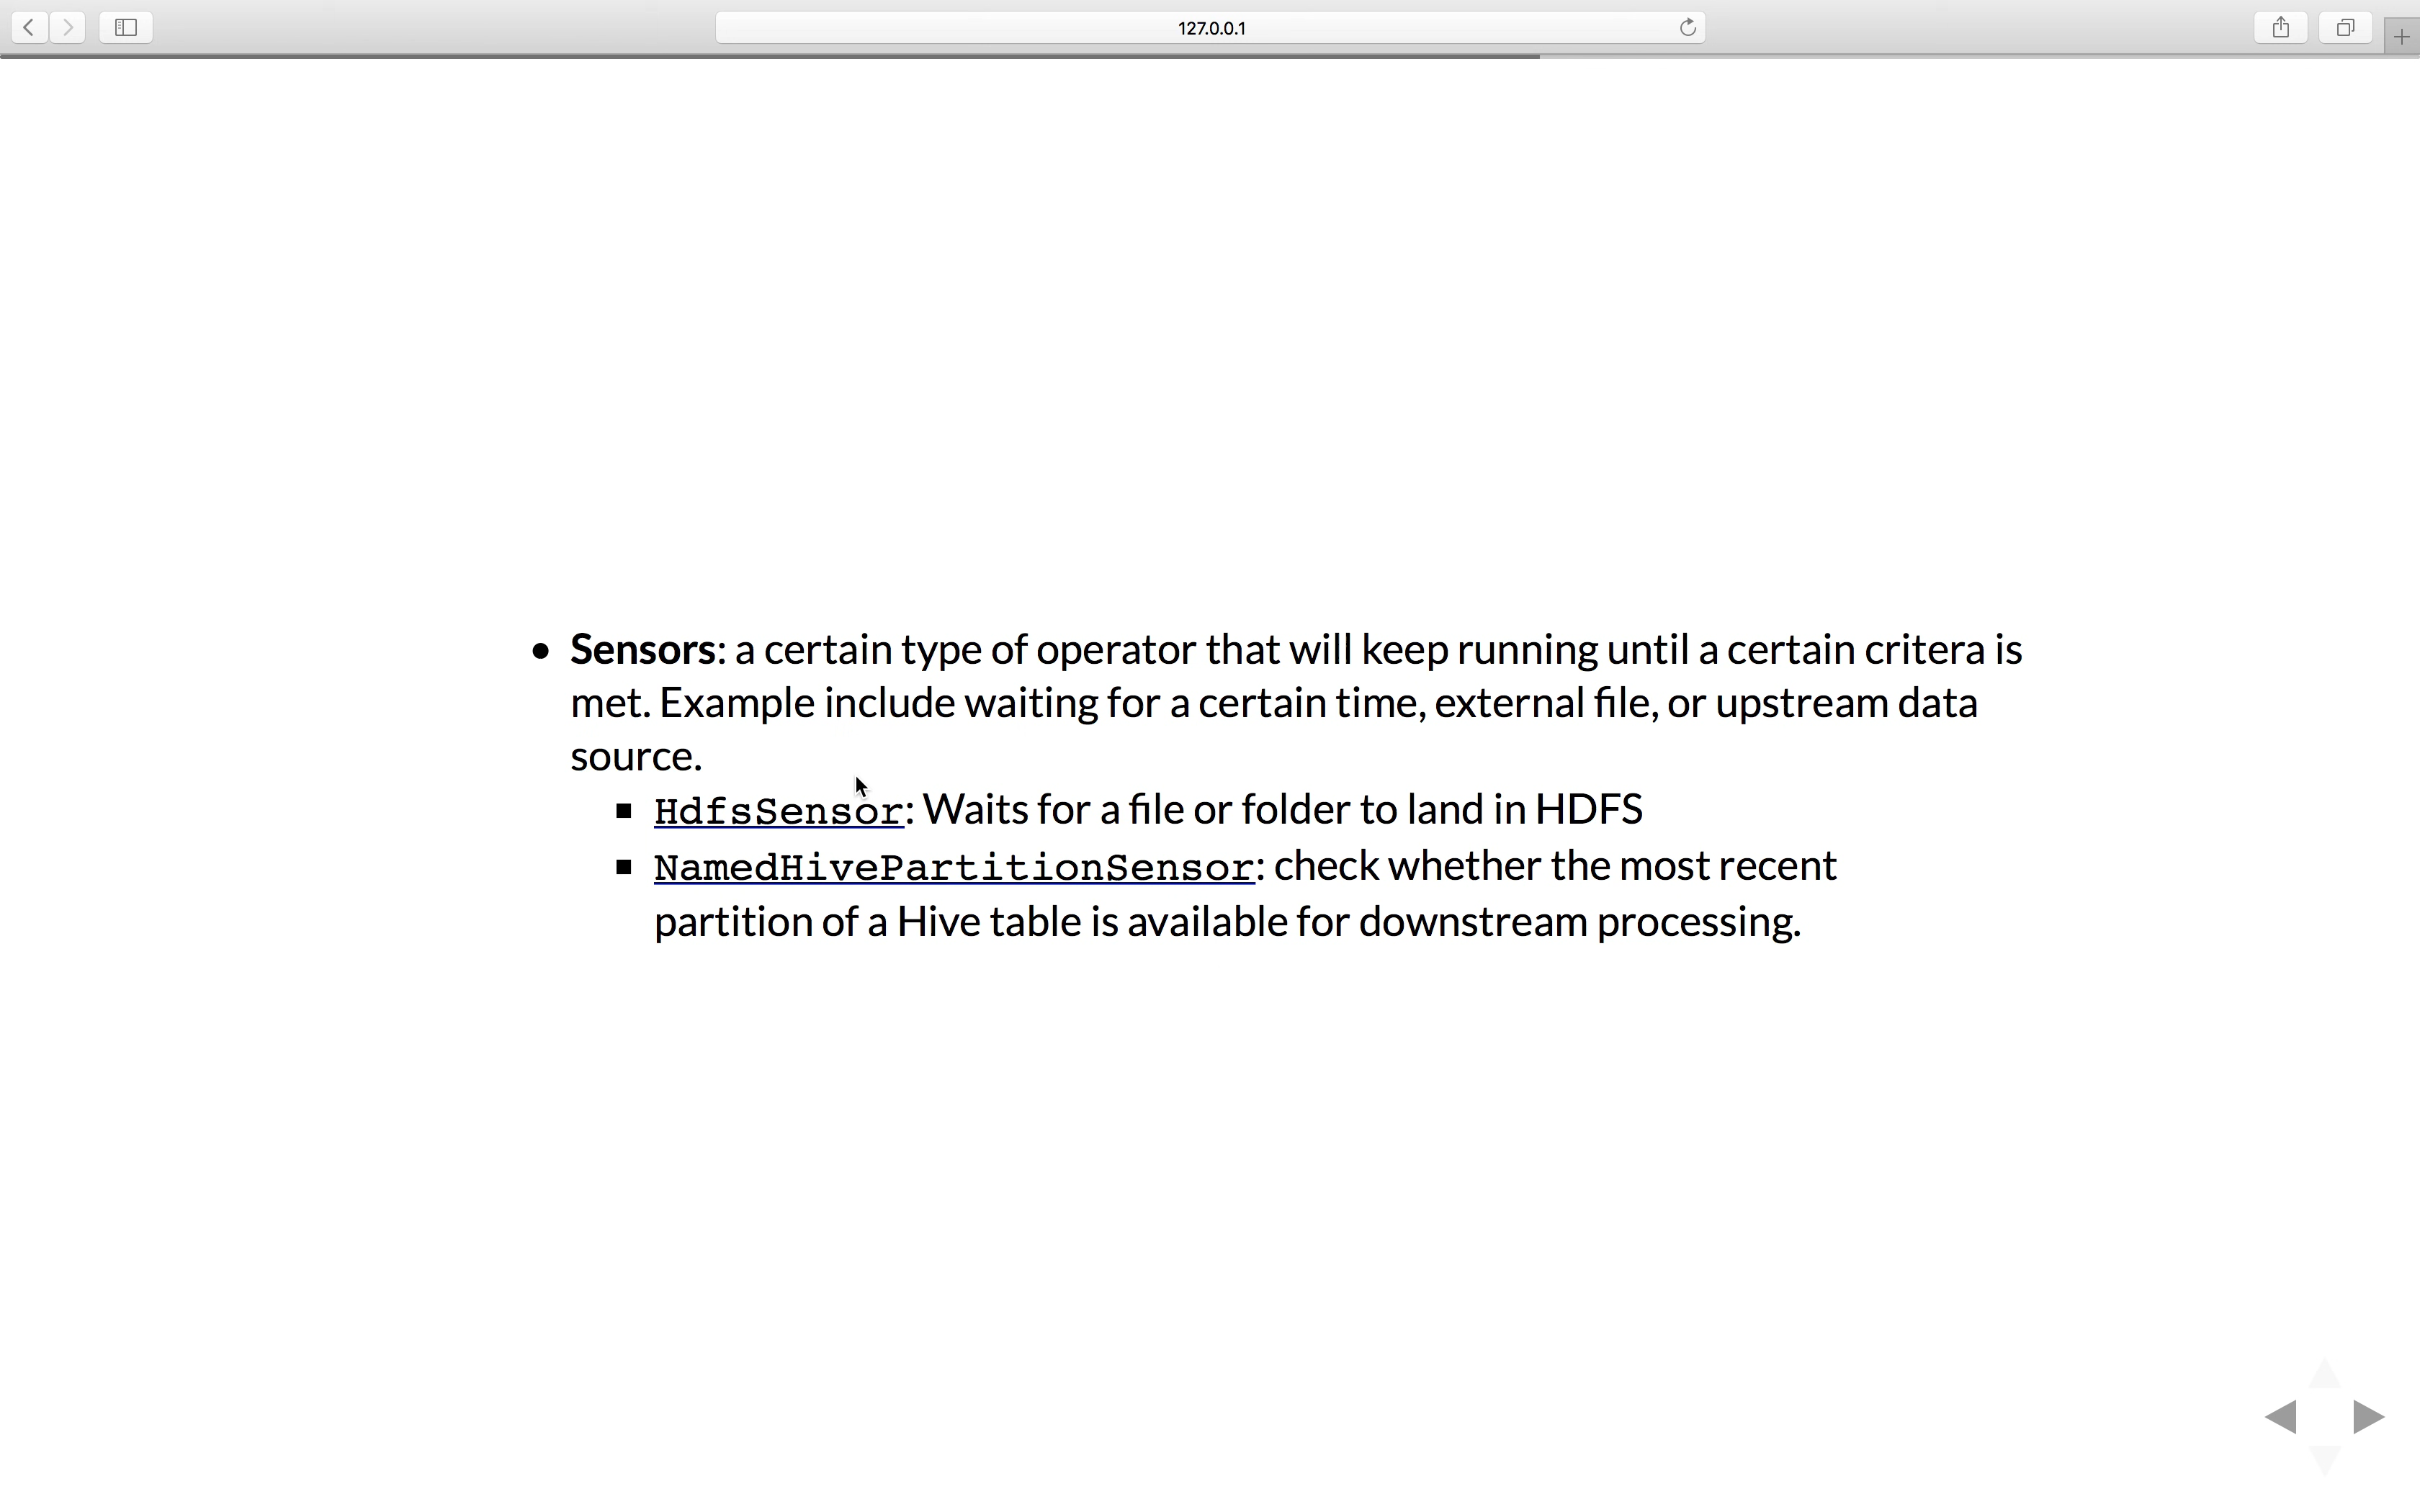 127.0.0.1
• Sensors: a certain type of operator that will keep running until a certain critera is
met. Example include waiting for a certain time, external file, or upstream data
source.
▪ HdfsSensor: Waits for a file or folder to land in HDFS
▪ NamedHivePartitionSensor: check whether the most recent
partition of a Hive table is available for downstream processing.